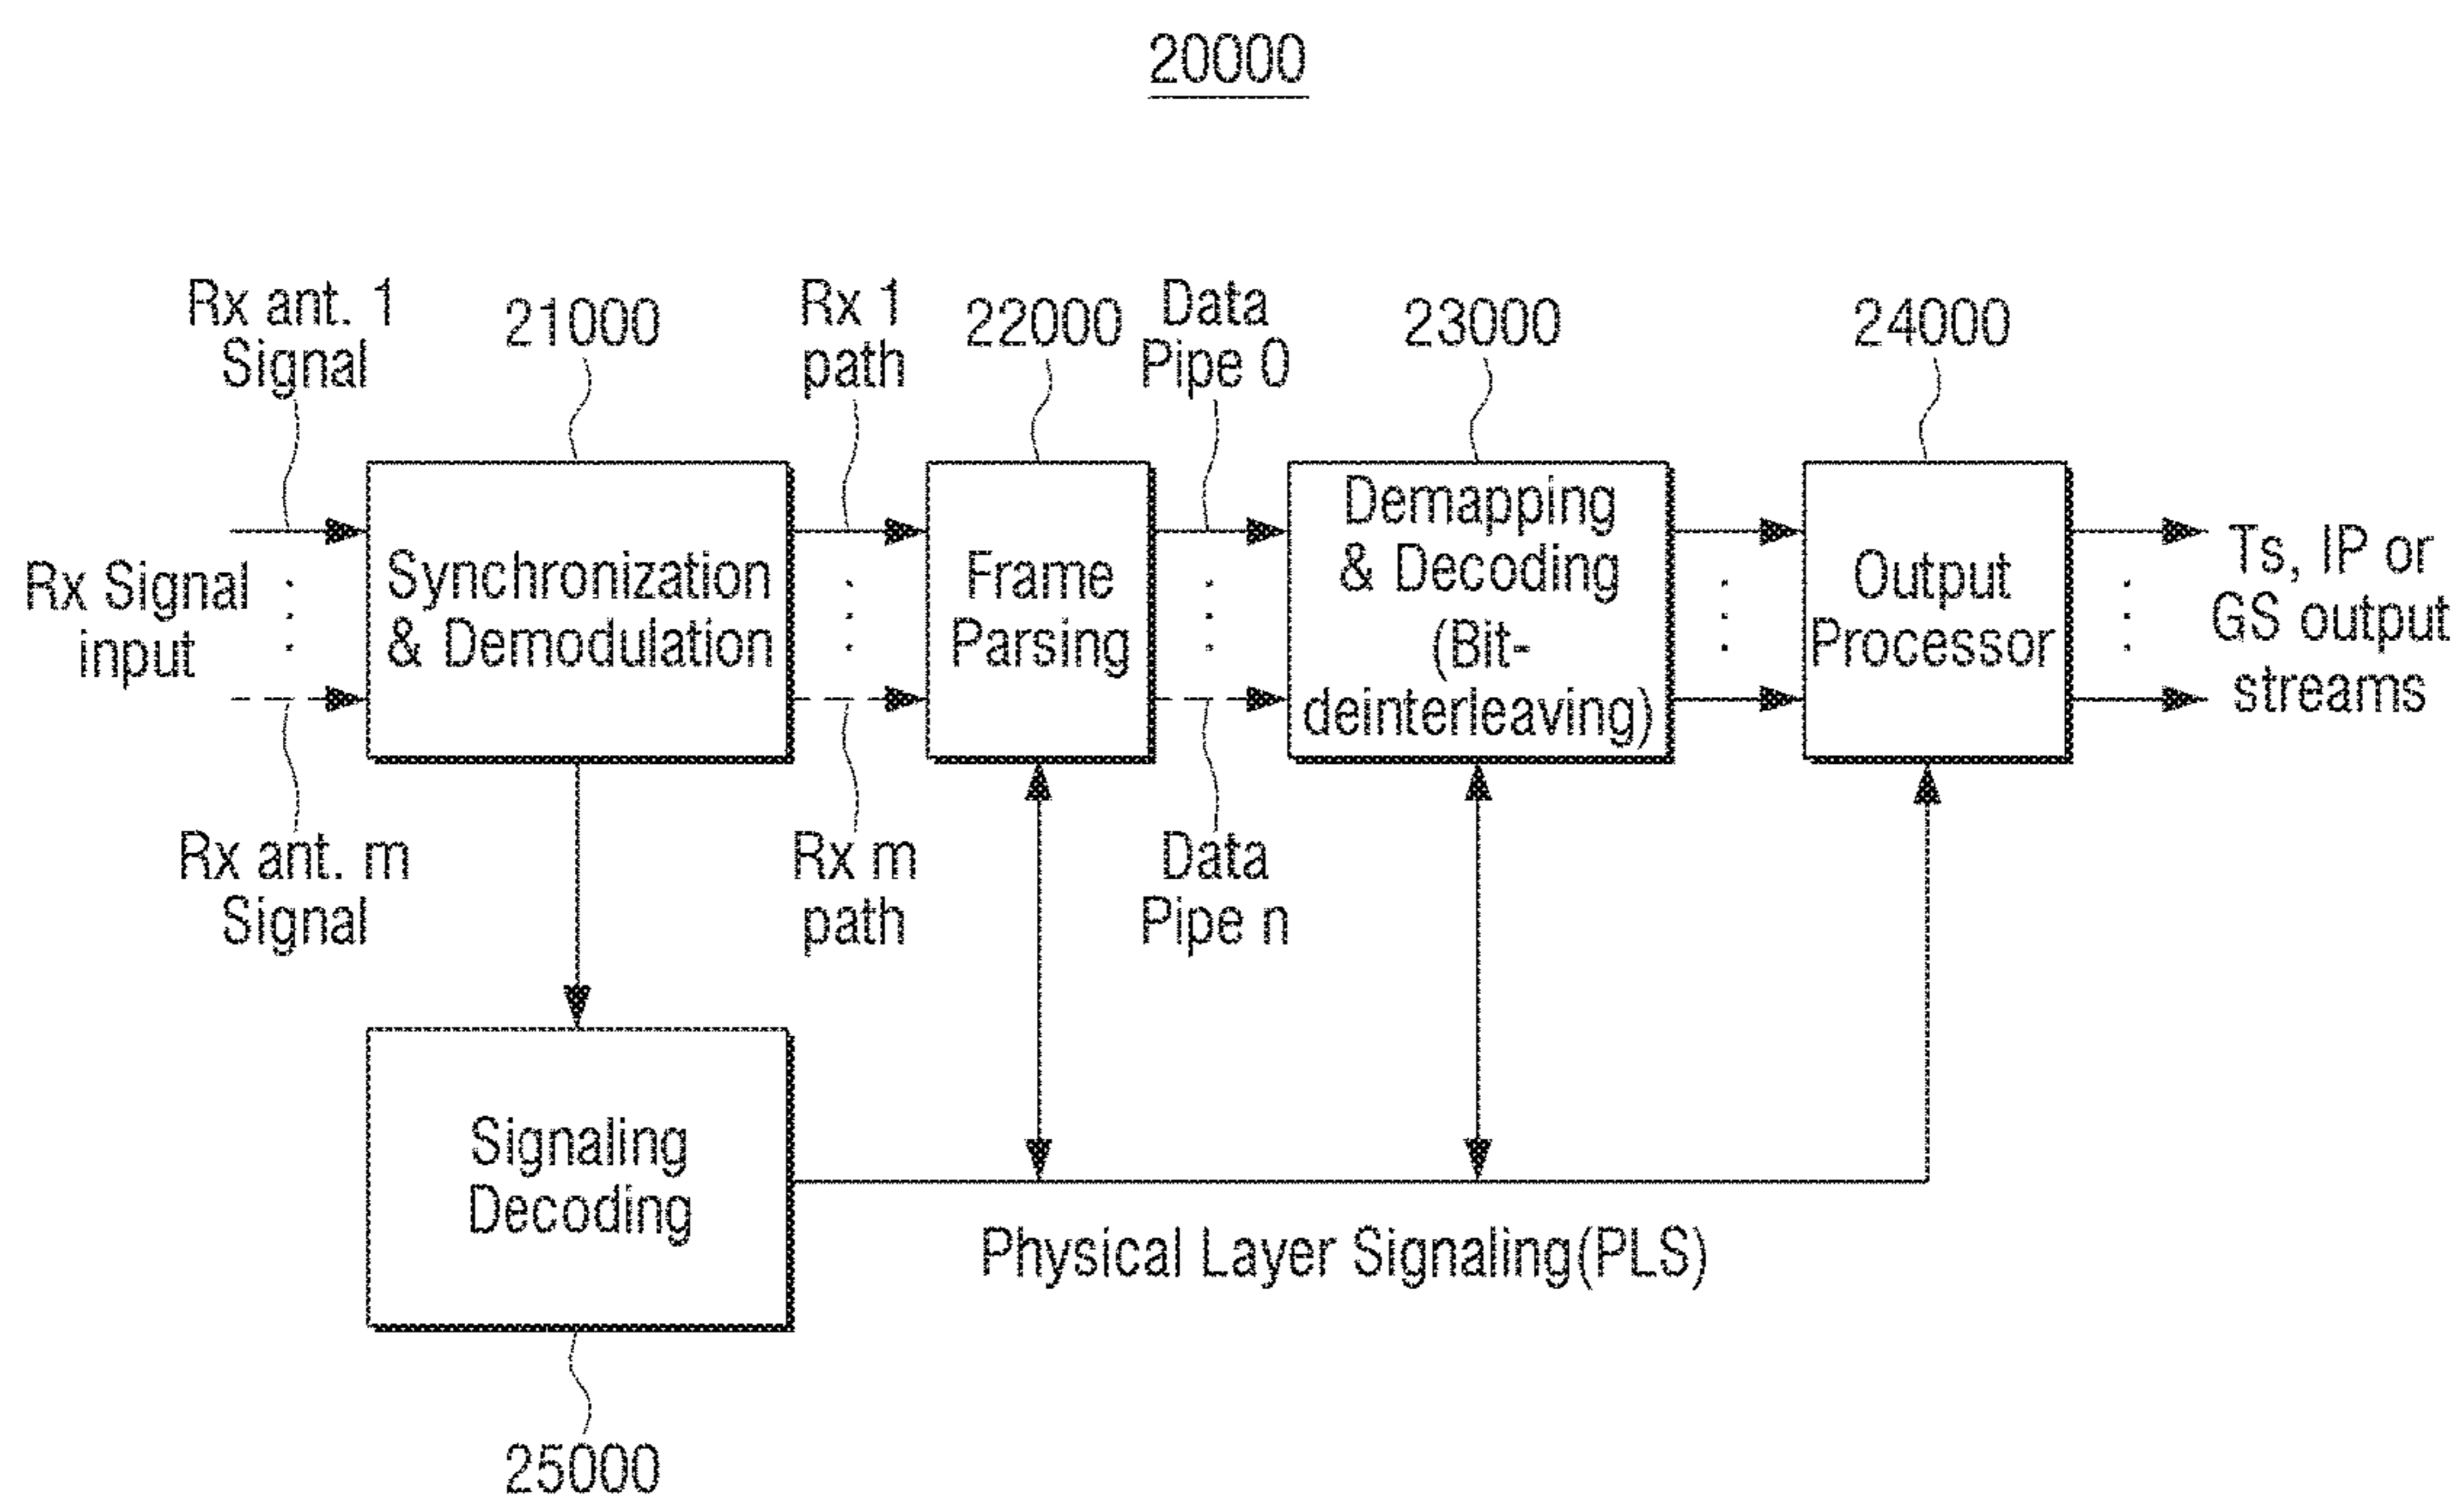 20000
Rx ant. 1
Signal
21000
Rx 1
path
22000
Data
Pipe 0
23000
24000
Rx Signal
input
Synchronization
& Demodulation
Frame
Parsing
Demapping
& Decoding
(Bit-
deinterleaving)
Output
Processor
Ts, IP or
GS output
streams
Rx ant. m
Signal
Rx m
path
Data
Pipe n
Signaling
Decoding
Physical Layer Signaling(PLS)
25000